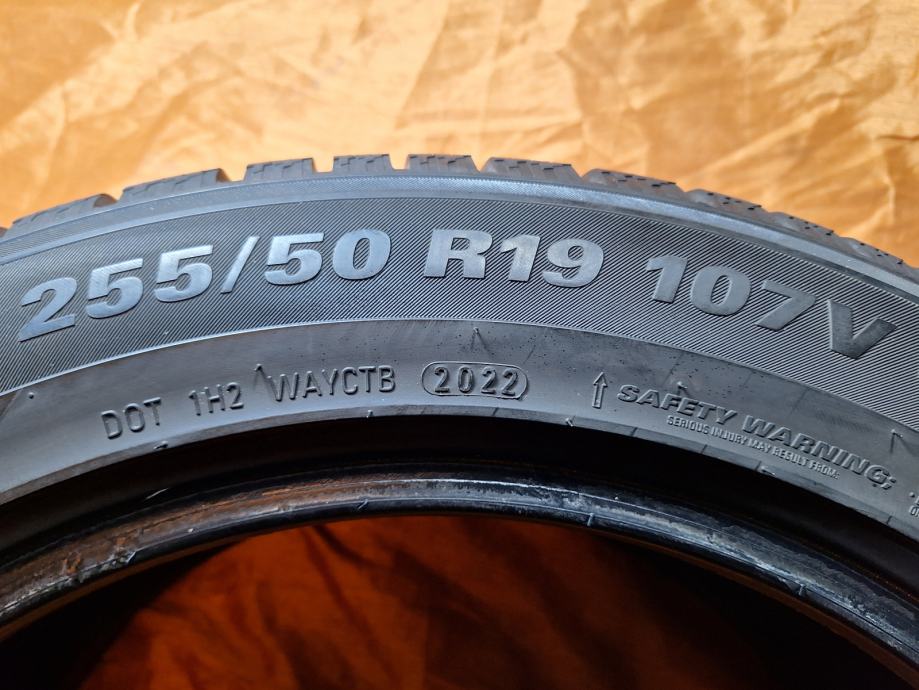 255/50 R19 107V
DOT 1H2 WAYCTB 2022
SAFETY WARNING;
SERIOUS INJURY MAY RESULT FROM: